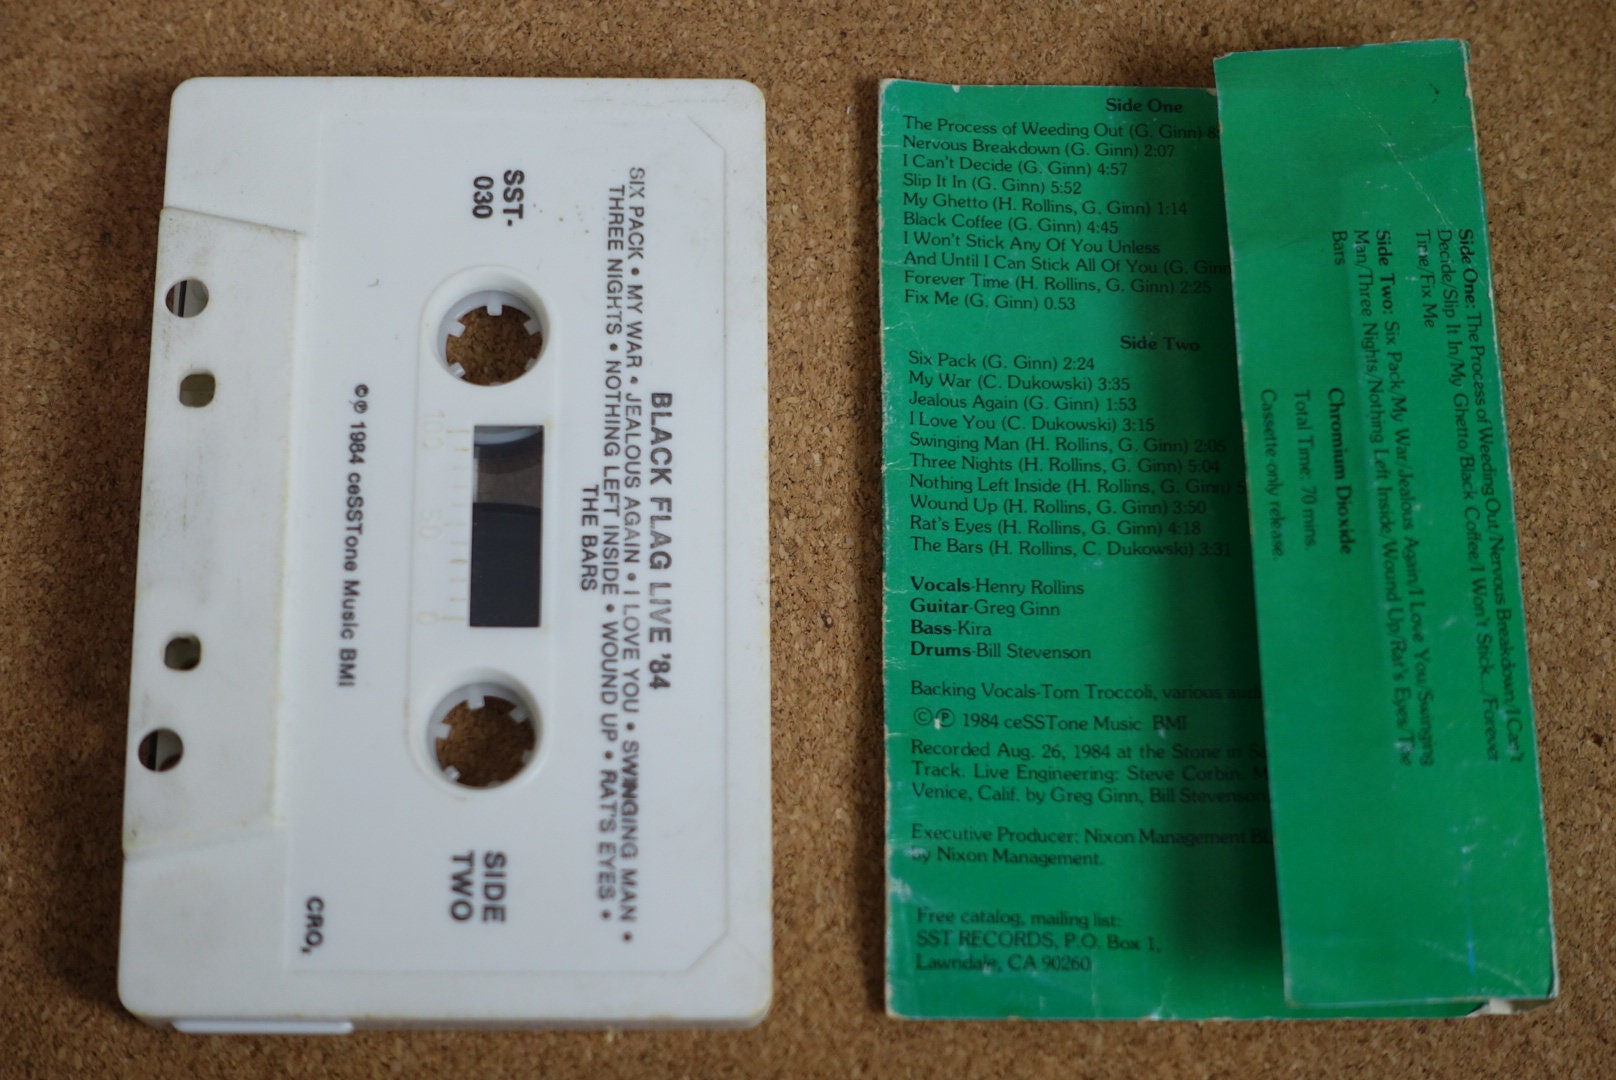 BLACK FLAG LIVE '84
SIX PACK • MY WAR • JEALOUS AGAIN • I LOVE YOU • SWINGING MAN •
THREE NIGHTS • NOTHING LEFT INSIDE • WOUND UP • RAT'S EYES •
THE BARS
SST-
030
SIDE
TWO
©℗ 1984 ceSSTone Music BMI
CRO₂
Side One
The Process of Weeding Out (G. Ginn) 8:
Nervous Breakdown (G. Ginn) 2:07
I Can't Decide (G. Ginn) 4:57
Slip It In (G. Ginn) 5:52
My Ghetto (H. Rollins, G. Ginn) 1:14
Black Coffee (G. Ginn) 4:45
I Won't Stick Any Of You Unless
And Until I Can Stick All Of You (G. Ginn
Forever Time (H. Rollins, G. Ginn) 2:25
Fix Me (G. Ginn) 0.53
Side Two
Six Pack (G. Ginn) 2:24
My War (C. Dukowski) 3:35
Jealous Again (G. Ginn) 1:53
I Love You (C. Dukowski) 3:15
Swinging Man (H. Rollins, G. Ginn) 2:05
Three Nights (H. Rollins, G. Ginn) 5:04
Nothing Left Inside (H. Rollins, G. Ginn)
Wound Up (H. Rollins, G. Ginn) 3:50
Rat's Eyes (H. Rollins, G. Ginn) 4:18
The Bars (H. Rollins, C. Dukowski) 3:31
Vocals-Henry Rollins
Guitar-Greg Ginn
Bass-Kira
Drums-Bill Stevenson
Backing Vocals-Tom Troccoli, various
©℗ 1984 ceSSTone Music BMI
Recorded Aug. 26, 1984 at the Stone in
Track. Live Engineering: Steve Corbin.
Venice, Calif. by Greg Ginn, Bill Stevenson
Executive Producer: Nixon Management
by Nixon Management.
Free catalog, mailing list:
SST RECORDS, P.O. Box 1,
Lawndale, CA 90260
Side One: The Process of Weeding Out/Nervous Breakdown/I Can't
Decide/Slip It In/My Ghetto/Black Coffee/I Won't Stick.../Forever
Time/Fix Me
Side Two: Six Pack/My War/Jealous Again/I Love You/Swinging
Man/Three Nights/Nothing Left Inside/Wound Up/Rat's Eyes/The
Bars
Chromium Dioxide
Total Time: 70 mins.
Cassette-only release.